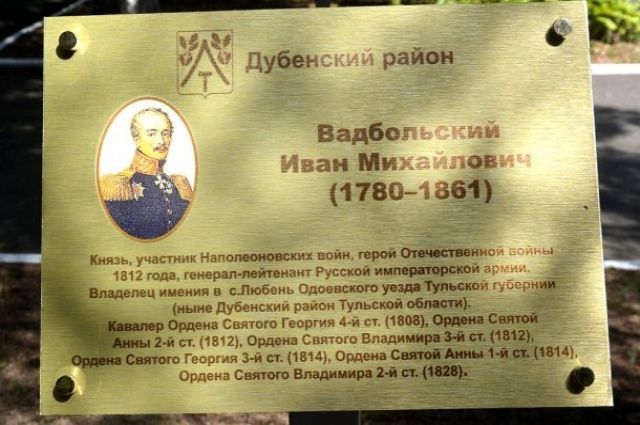 Дубенский район
Вадбольский
Иван Михайлович
(1780–1861)
Князь, участник Наполеоновских войн, герой Отечественной войны
1812 года, генерал-лейтенант Русской императорской армии.
Владелец имения в с.Любень Одоевского уезда Тульской губернии
(ныне Дубенский район Тульской области).
Кавалер Ордена Святого Георгия 4-й ст. (1808), Ордена Святой
Анны 2-й ст. (1812), Ордена Святого Владимира 3-й ст. (1812),
Ордена Святого Георгия 3-й ст. (1814), Ордена Святой Анны 1-й ст. (1814),
Ордена Святого Владимира 2-й ст. (1828).